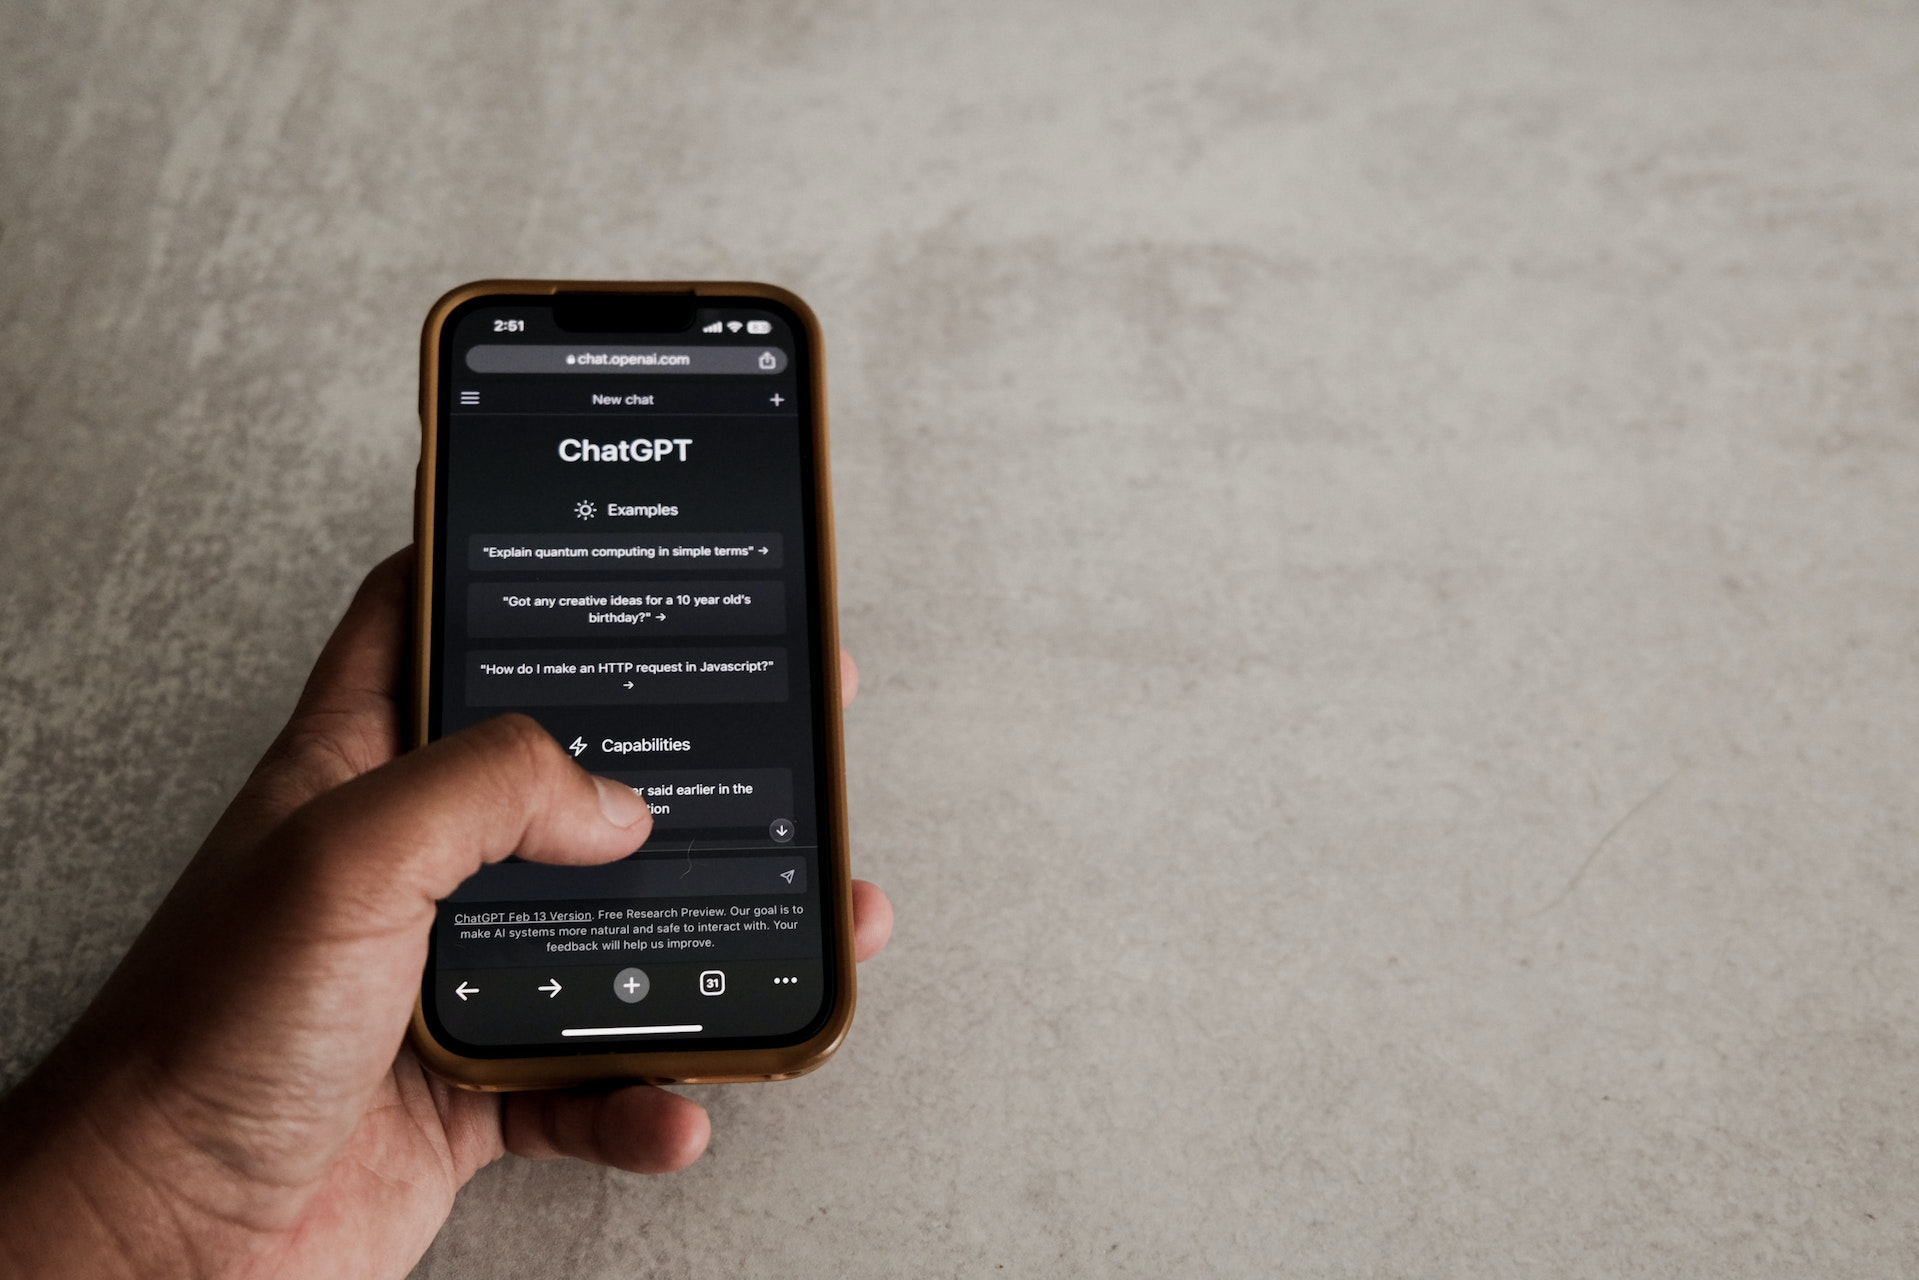 2:51
chat.openai.com
New chat
ChatGPT
Examples
"Explain quantum computing in simple terms" →
"Got any creative ideas for a 10 year old's
birthday?" →
"How do I make an HTTP request in Javascript?"
→
Capabilities
said earlier in the
ChatGPT Feb 13 Version. Free Research Preview. Our goal is to
make AI systems more natural and safe to interact with. Your
feedback will help us improve.
31